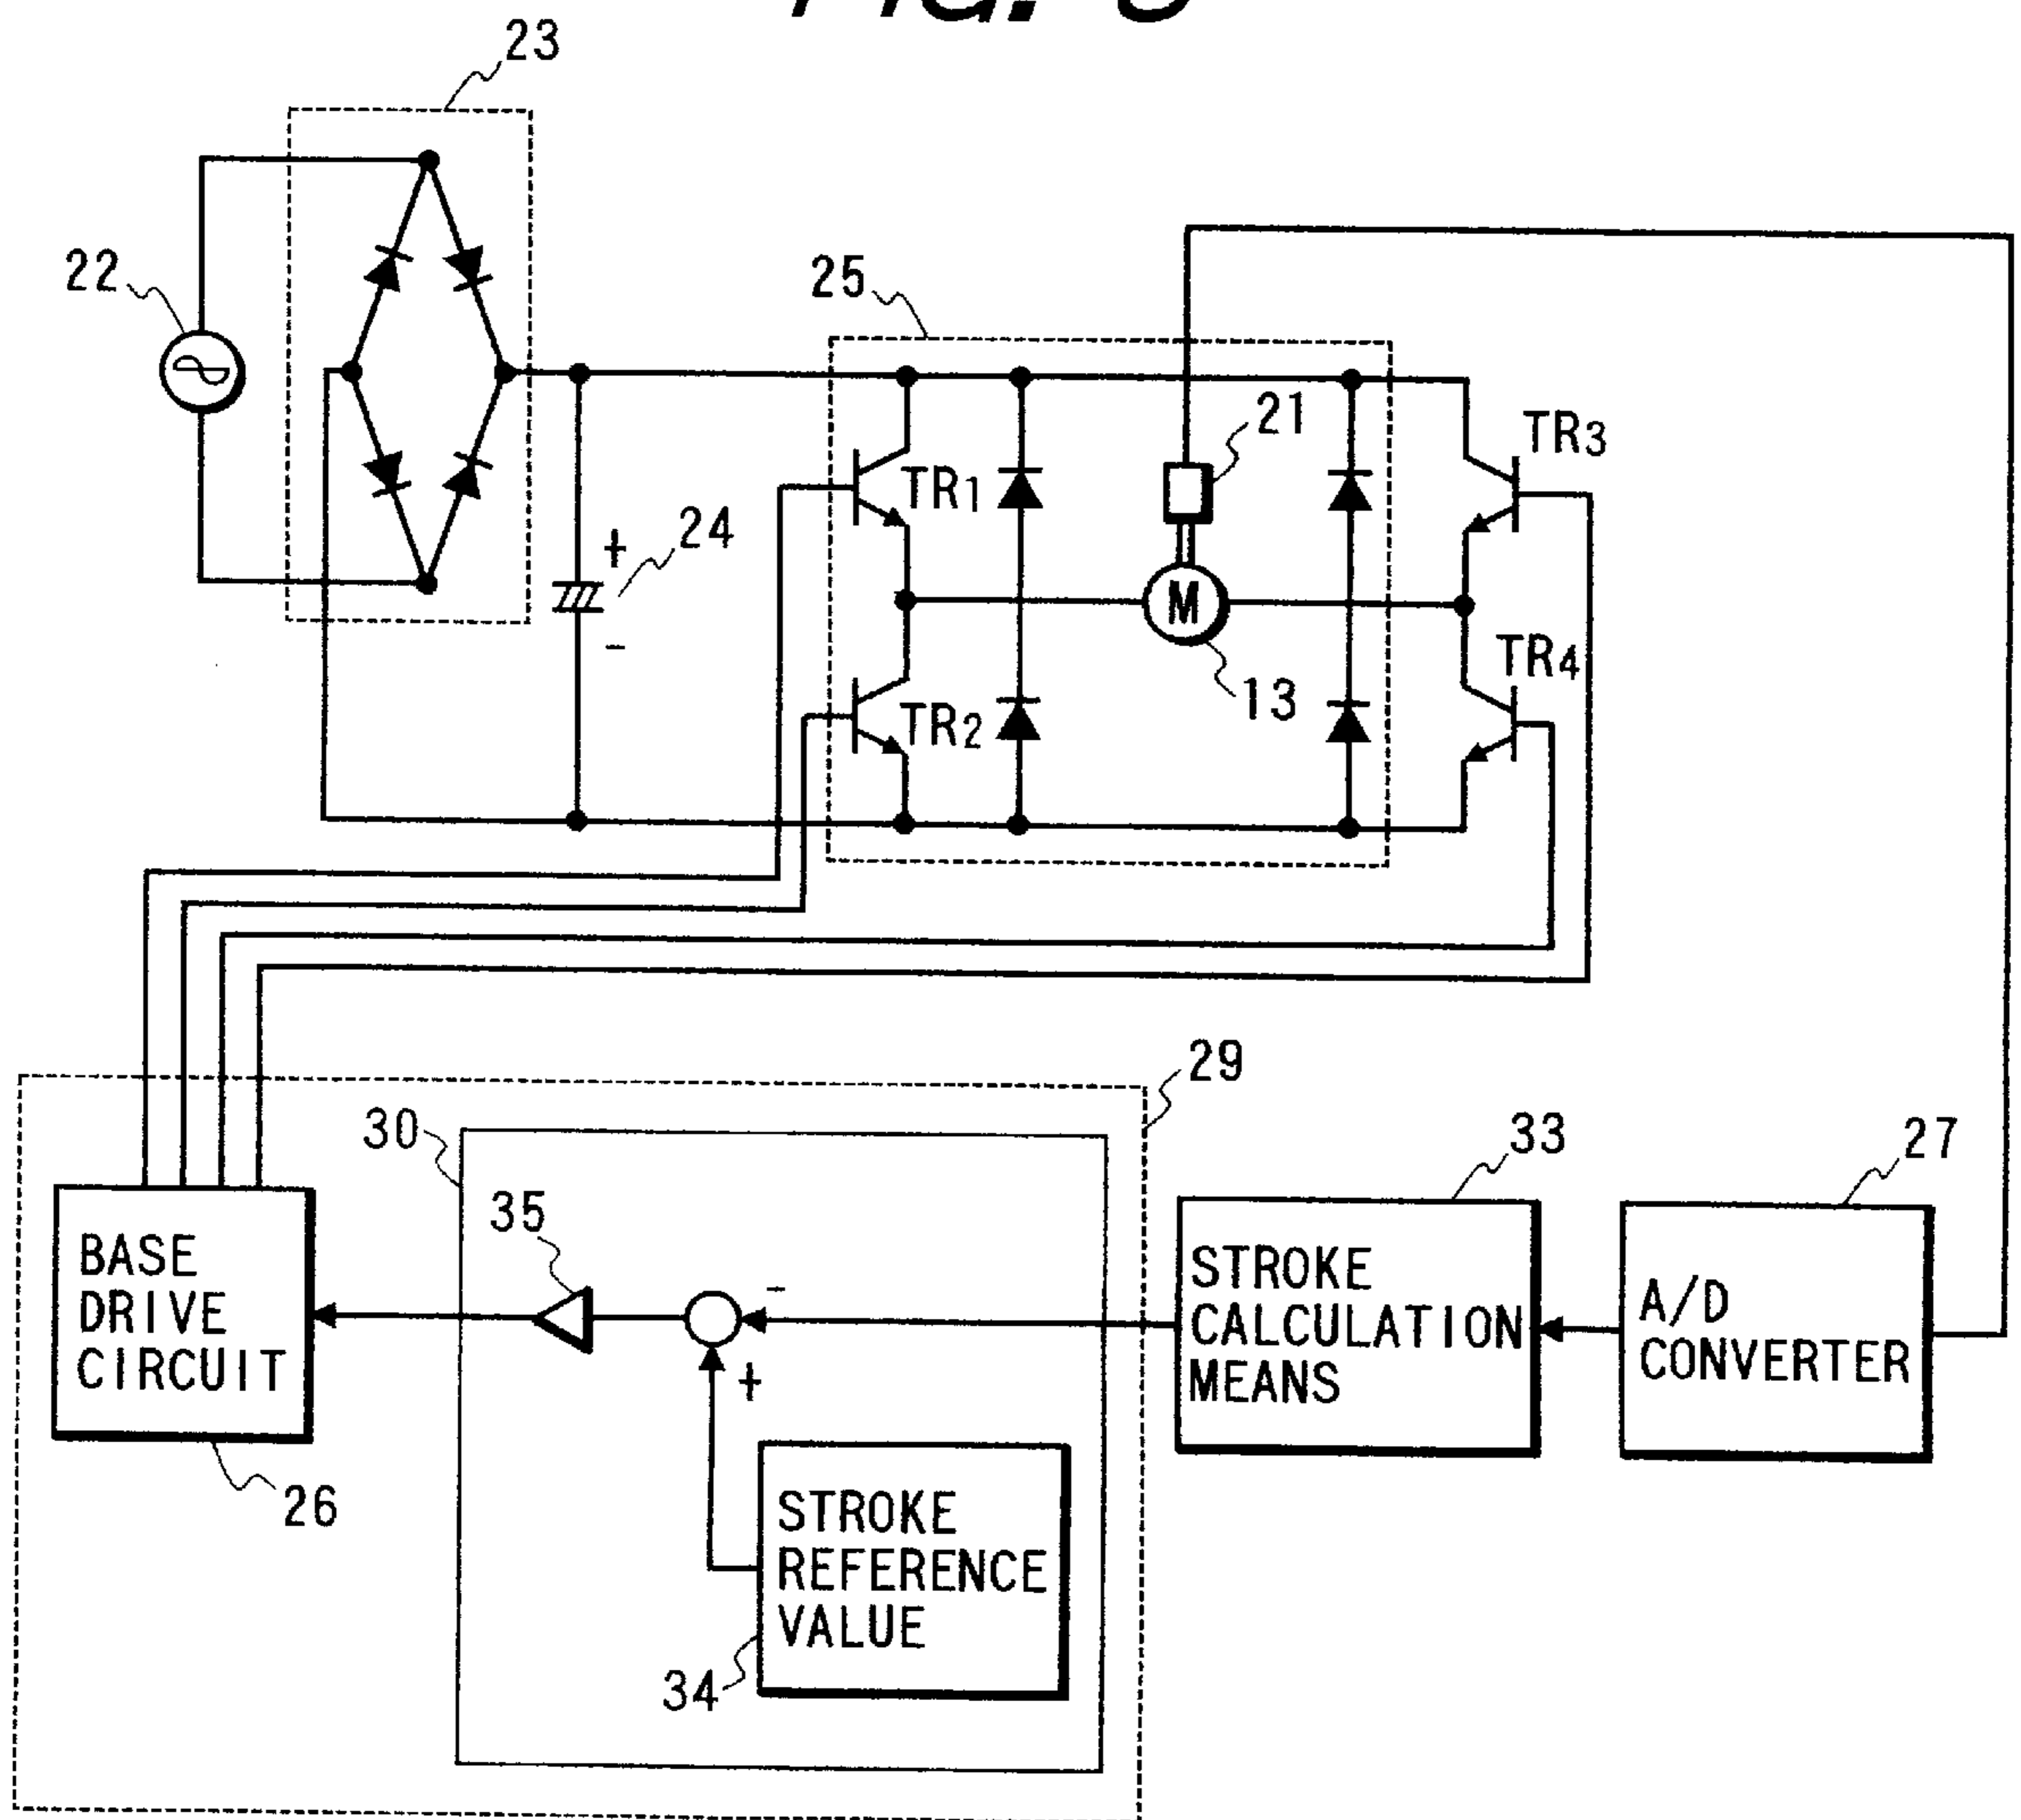 23
22
25
21
TR3
TR1
+
24
-
M
TR4
13
TR2
29
30
33
27
35
BASE
DRIVE
CIRCUIT
-
+
STROKE
CALCULATION
MEANS
A/D
CONVERTER
26
STROKE
REFERENCE
VALUE
34